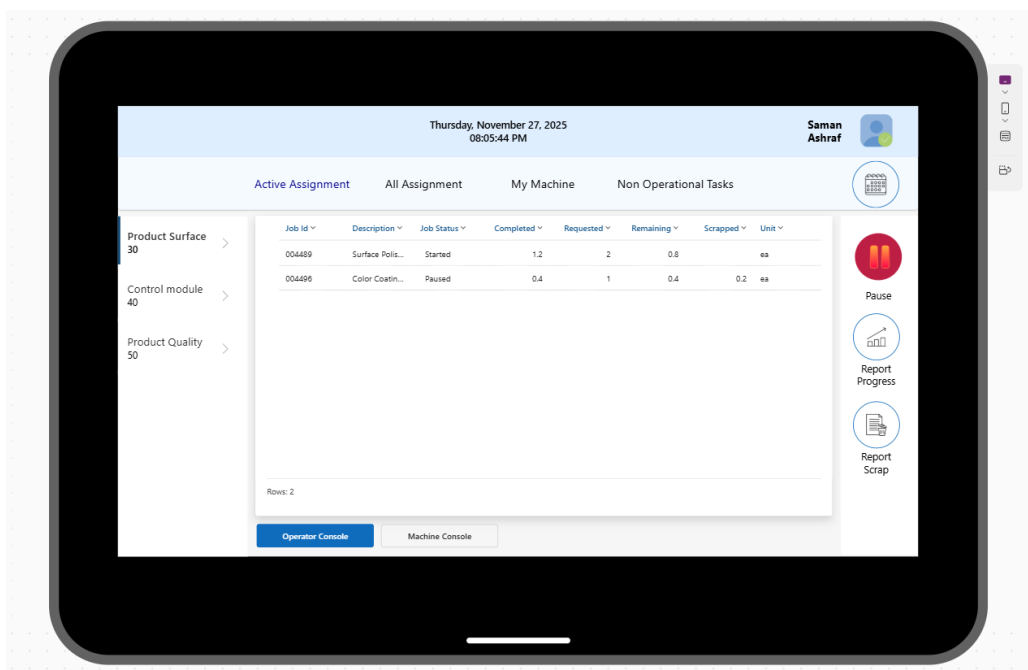 Thursday, November 27, 2025
08:05:44 PM
Saman
Ashraf
Active Assignment All Assignment My Machine Non Operational Tasks
Product Surface
30
Control module
40
Product Quality
50
Job Id Description Job Status Completed Requested Remaining Scrapped Unit
004489 Surface Polis... Started 1.2 2 0.8 ea
004496 Color Coatin... Paused 0.4 1 0.4 0.2 ea
Rows: 2
Pause
Report
Progress
Report
Scrap
Operator Console Machine Console